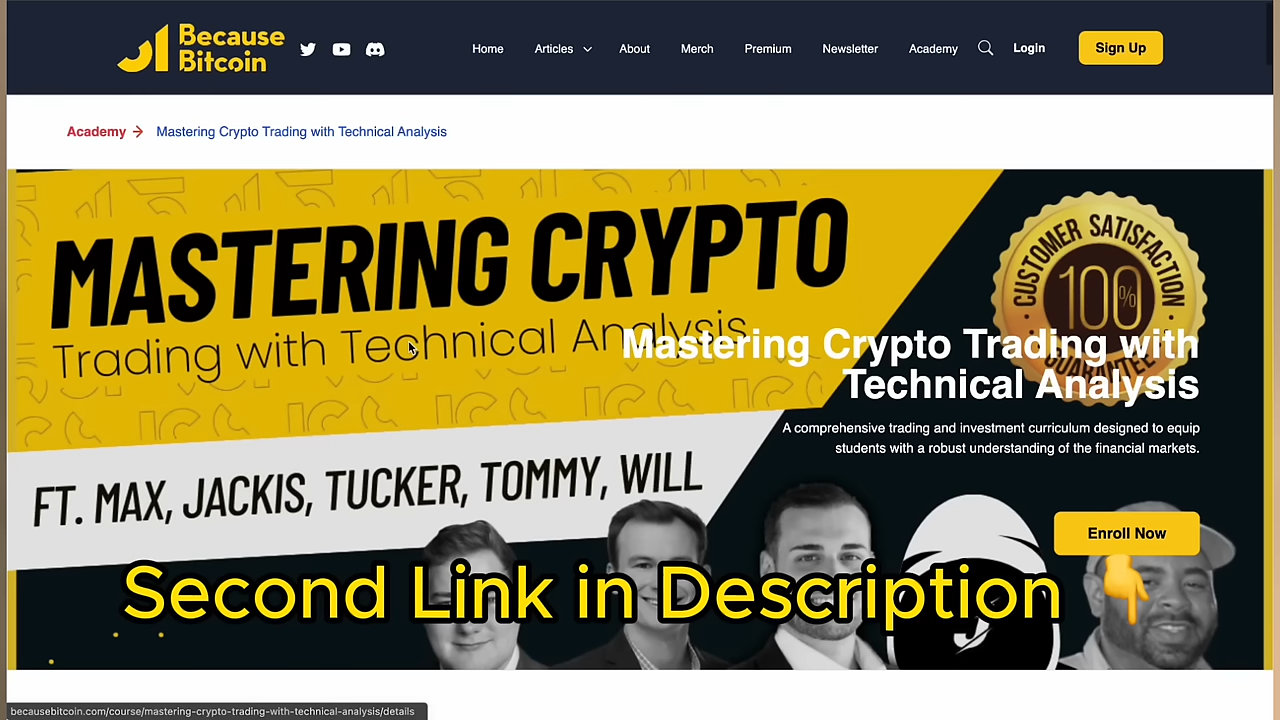 Because
Bitcoin
Home
Articles
About
Merch
Premium
Newsletter
Academy
Login
Sign Up
Academy → Mastering Crypto Trading with Technical Analysis
MASTERING CRYPTO
Trading with Technical Analysis
CUSTOMER SATISFACTION
100%
GUARANTEE
Mastering Crypto Trading with
Technical Analysis
A comprehensive trading and investment curriculum designed to equip
students with a robust understanding of the financial markets.
FT. MAX, JACKIS, TUCKER, TOMMY, WILL
Enroll Now
Second Link in Description 👇
becausebitcoin.com/course/mastering-crypto-trading-with-technical-analysis/details